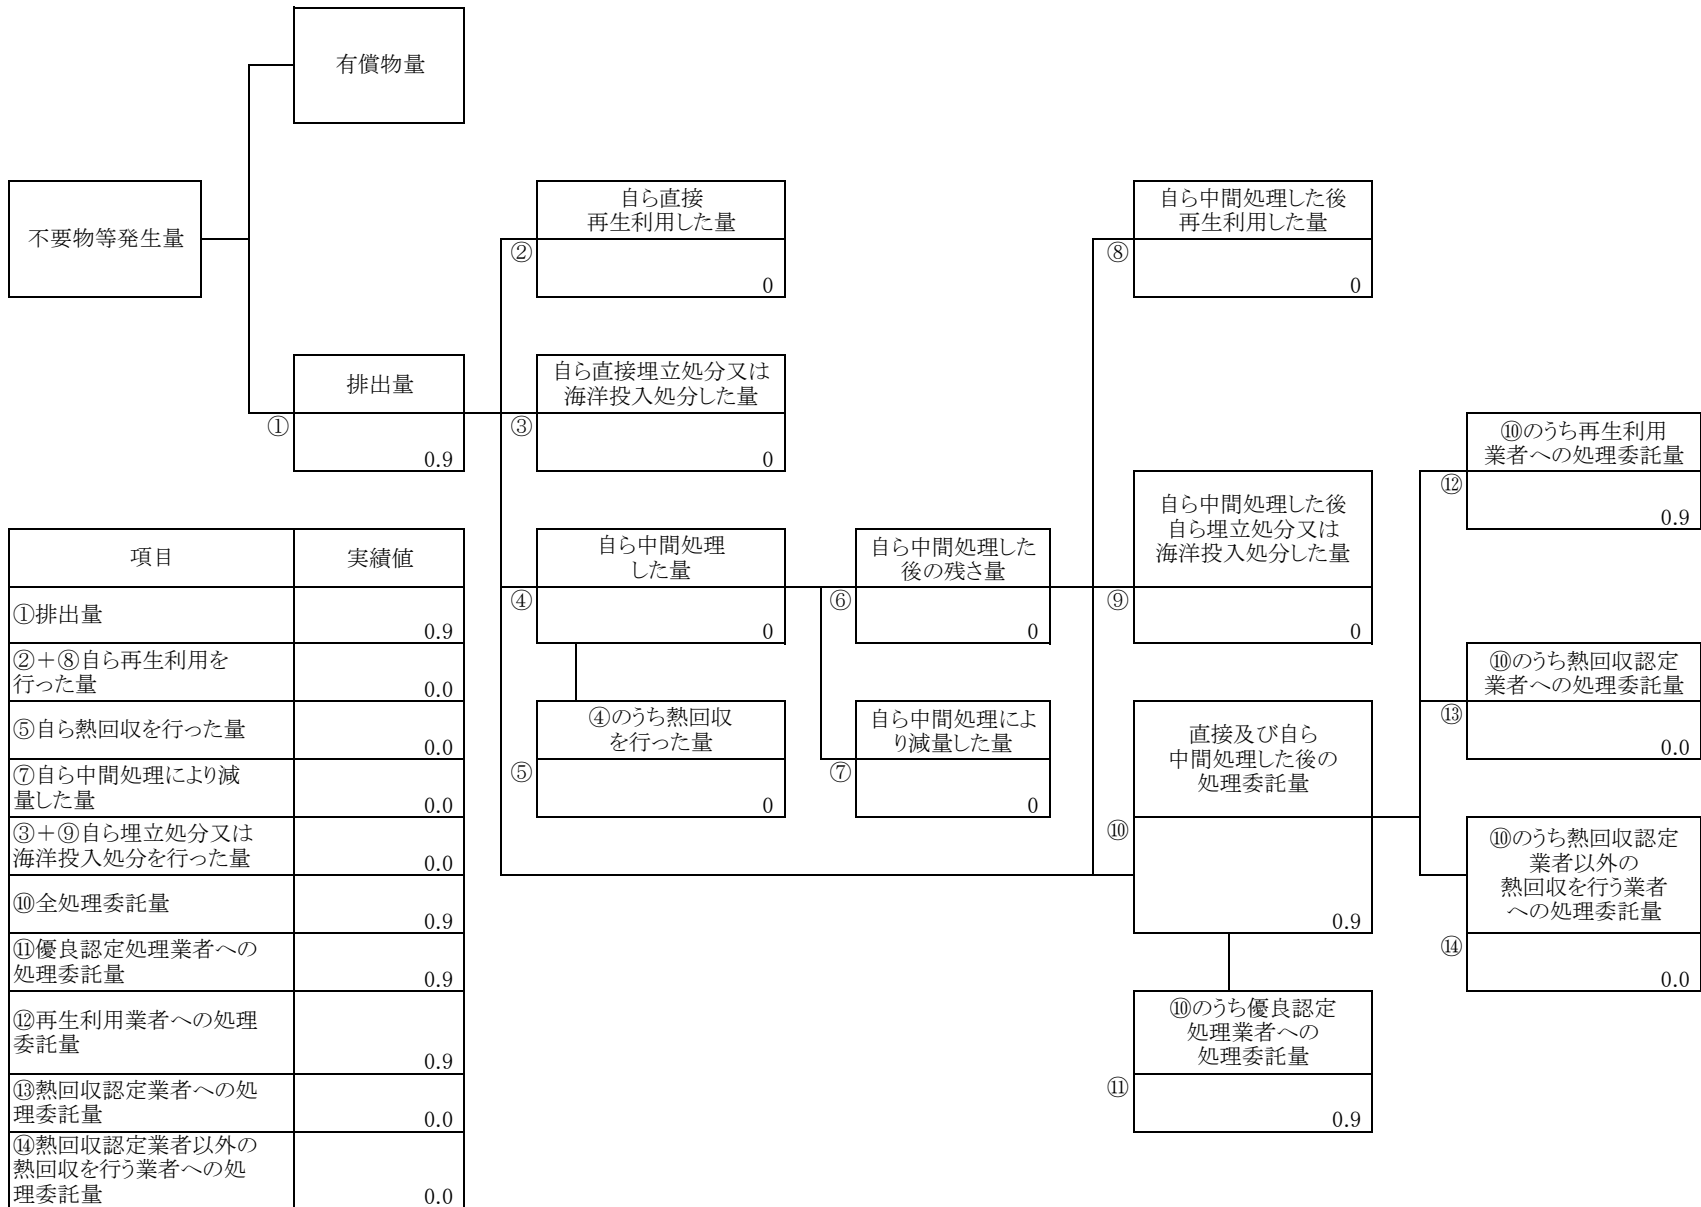 有償物量
不要物等発生量
自ら直接
再生利用した量
②
0
自ら中間処理した後
再生利用した量
⑧
0
排出量
①
0.9
自ら直接埋立処分又は
海洋投入処分した量
③
0
⑩のうち再生利用
業者への処理委託量
⑫
0.9
自ら中間処理
した量
④
0
自ら中間処理した
後の残さ量
⑥
0
自ら中間処理した後
自ら埋立処分又は
海洋投入処分した量
⑨
0
⑩のうち熱回収認定
業者への処理委託量
⑬
0.0
④のうち熱回収
を行った量
⑤
0
自ら中間処理によ
り減量した量
⑦
0
直接及び自ら
中間処理した後の
処理委託量
⑩
0.9
⑩のうち熱回収認定
業者以外の
熱回収を行う業者
への処理委託量
⑭
0.0
⑩のうち優良認定
処理業者への
処理委託量
⑪
0.9
項目 実績値
①排出量
0.9
②＋⑧自ら再生利用を
行った量 0.0
⑤自ら熱回収を行った量
0.0
⑦自ら中間処理により減
量した量 0.0
③＋⑨自ら埋立処分又は
海洋投入処分を行った量 0.0
⑩全処理委託量
0.9
⑪優良認定処理業者への
処理委託量 0.9
⑫再生利用業者への処理
委託量
0.9
⑬熱回収認定業者への処
理委託量 0.0
⑭熱回収認定業者以外の
熱回収を行う業者への処
理委託量 0.0